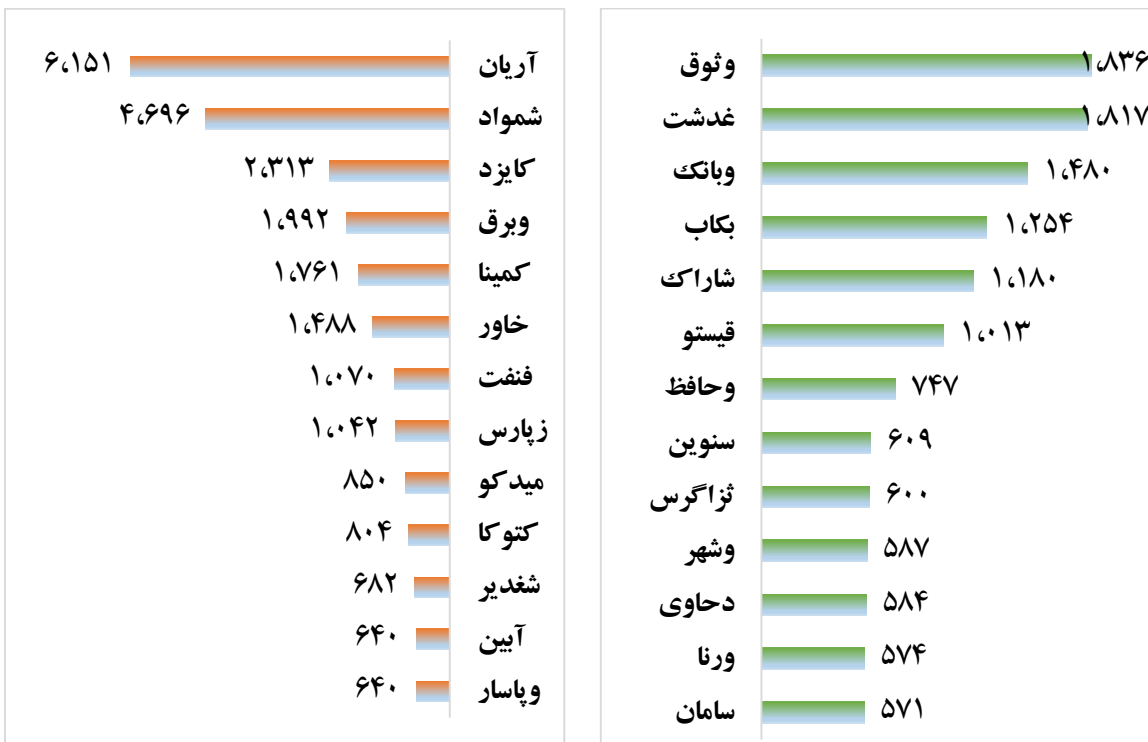 وثوق ۱،۸۳۶
غدشت ۱،۸۱۷
وبانک ۱،۴۸۰
بکاب ۱،۲۵۴
شاراک ۱،۱۸۰
قیستو ۱،۰۱۳
وحافظ ۷۴۷
سنوین ۶۰۹
ثزاگرس ۶۰۰
وشهر ۵۸۷
دحاوی ۵۸۴
ورنا ۵۷۴
سامان ۵۷۱
آریان ۶،۱۵۱
شمواد ۴،۶۹۶
کایزد ۲،۳۱۳
وبرق ۱،۹۹۲
کمینا ۱،۷۶۱
خاور ۱،۴۸۸
فنفت ۱،۰۷۰
زپارس ۱،۰۴۲
میدکو ۸۵۰
کتوکا ۸۰۴
شغدیر ۶۸۲
آبین ۶۴۰
وپاسار ۶۴۰